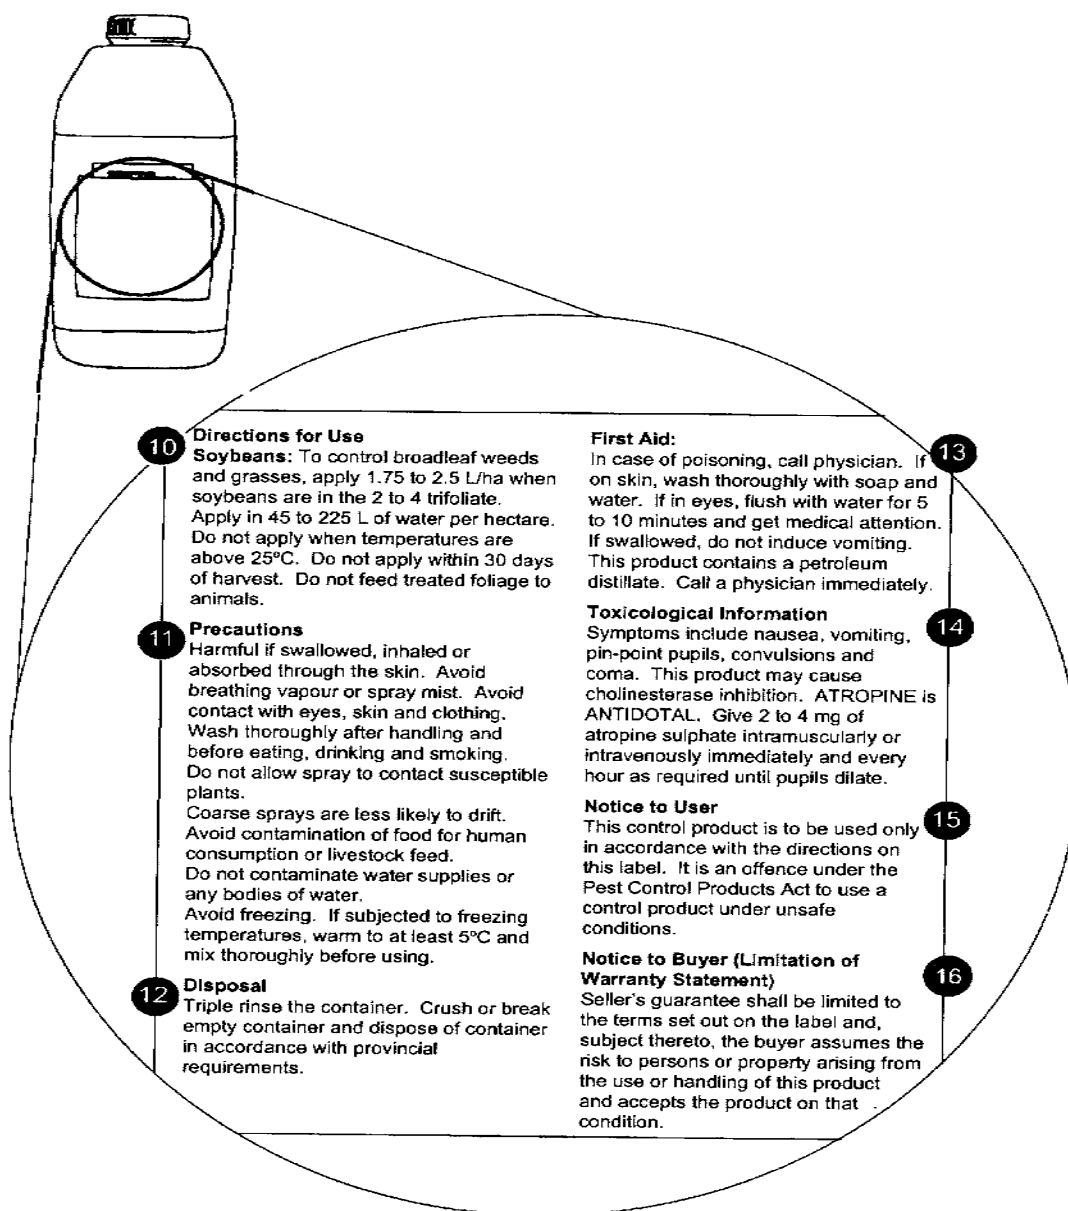 10
Directions for Use
Soybeans: To control broadleaf weeds
and grasses, apply 1.75 to 2.5 L/ha when
soybeans are in the 2 to 4 trifoliate.
Apply in 45 to 225 L of water per hectare.
Do not apply when temperatures are
above 25°C. Do not apply within 30 days
of harvest. Do not feed treated foliage to
animals.
11
Precautions
Harmful if swallowed, inhaled or
absorbed through the skin. Avoid
breathing vapour or spray mist. Avoid
contact with eyes, skin and clothing.
Wash thoroughly after handling and
before eating, drinking and smoking.
Do not allow spray to contact susceptible
plants.
Coarse sprays are less likely to drift.
Avoid contamination of food for human
consumption or livestock feed.
Do not contaminate water supplies or
any bodies of water.
Avoid freezing. If subjected to freezing
temperatures, warm to at least 5°C and
mix thoroughly before using.
12
Disposal
Triple rinse the container. Crush or break
empty container and dispose of container
in accordance with provincial
requirements.
13
First Aid:
In case of poisoning, call physician. If
on skin, wash thoroughly with soap and
water. If in eyes, flush with water for 5
to 10 minutes and get medical attention.
If swallowed, do not induce vomiting.
This product contains a petroleum
distillate. Call a physician immediately.
14
Toxicological Information
Symptoms include nausea, vomiting,
pin-point pupils, convulsions and
coma. This product may cause
cholinesterase inhibition. ATROPINE is
ANTIDOTAL. Give 2 to 4 mg of
atropine sulphate intramuscularly or
intravenously immediately and every
hour as required until pupils dilate.
15
Notice to User
This control product is to be used only
in accordance with the directions on
this label. It is an offence under the
Pest Control Products Act to use a
control product under unsafe
conditions.
16
Notice to Buyer (Limitation of
Warranty Statement)
Seller's guarantee shall be limited to
the terms set out on the label and,
subject thereto, the buyer assumes the
risk to persons or property arising from
the use or handling of this product
and accepts the product on that
condition.